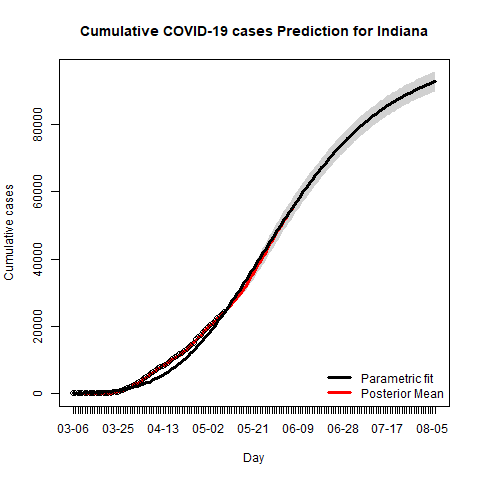 Cumulative COVID-19 cases Prediction for Indiana
Cumulative cases
80000
60000
40000
20000
0
Parametric fit
Posterior Mean
03-06 03-25 04-13 05-02 05-21 06-09 06-28 07-17 08-05
Day